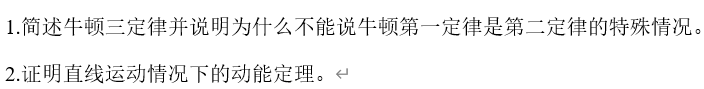 1.简述牛顿三定律并说明为什么不能说牛顿第一定律是第二定律的特殊情况。
2.证明直线运动情况下的动能定理。↵